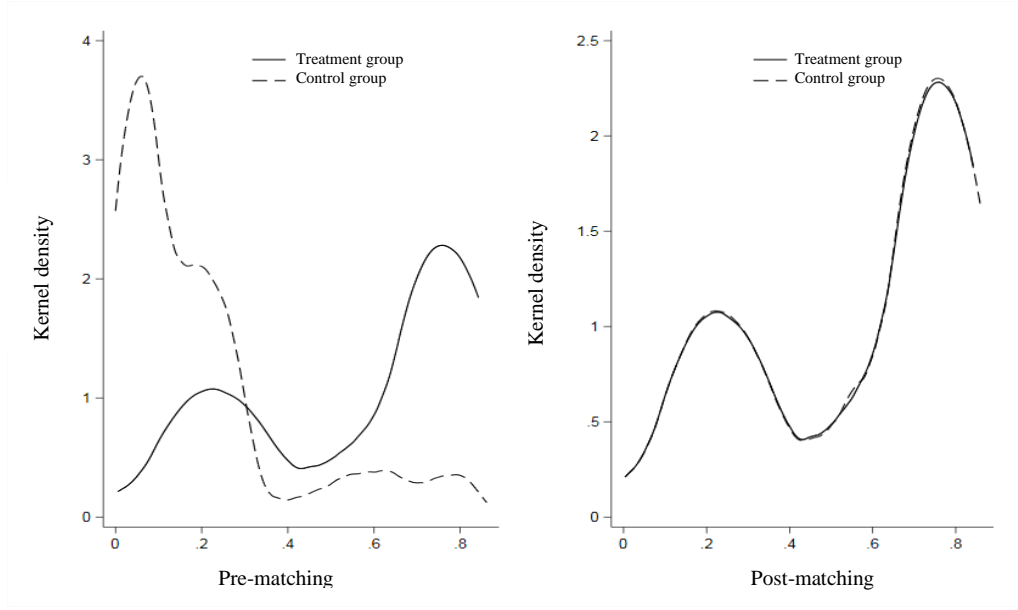 4
3
2
1
0
0
.2
.4
.6
.8
Kernel density
Treatment group
Control group
Pre-matching
2.5
2
1.5
1
.5
0
0
.2
.4
.6
.8
Kernel density
Treatment group
Control group
Post-matching